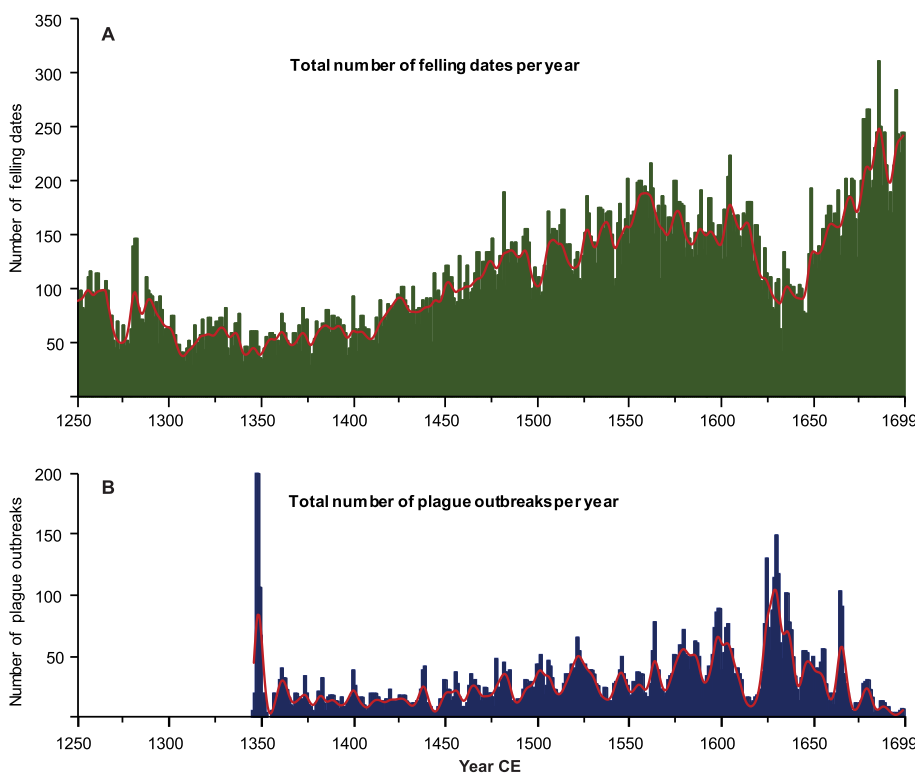 A
Total number of felling dates per year
Number of felling dates
350
300
250
200
150
100
50
1250 1300 1350 1400 1450 1500 1550 1600 1650 1699
B
Total number of plague outbreaks per year
Number of plague outbreaks
200
150
100
50
1250 1300 1350 1400 1450 1500 1550 1600 1650 1699
Year CE